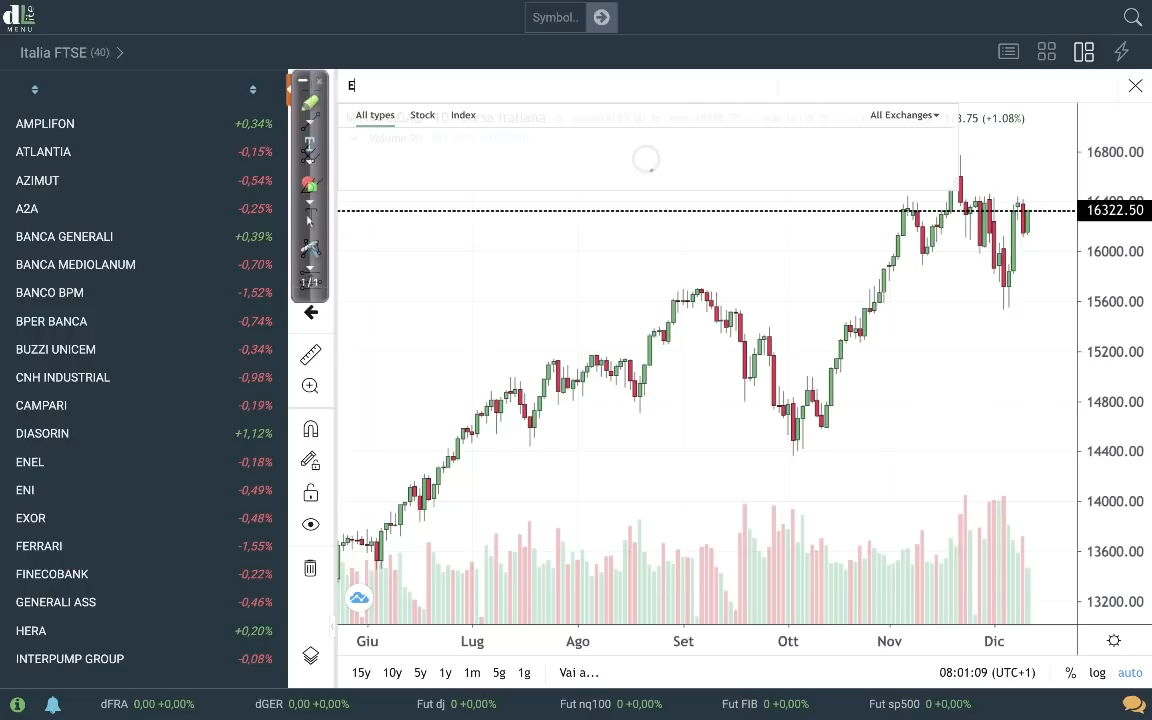 dL lite
MENU
Symbol..
Italia FTSE (40)
AMPLIFON +0,34%
ATLANTIA -0,15%
AZIMUT -0,54%
A2A -0,25%
BANCA GENERALI +0,39%
BANCA MEDIOLANUM -0,70%
BANCO BPM -1,52%
BPER BANCA -0,74%
BUZZI UNICEM -0,34%
CNH INDUSTRIAL -0,98%
CAMPARI -0,19%
DIASORIN +1,12%
ENEL -0,18%
ENI -0,49%
EXOR -0,48%
FERRARI -1,55%
FINECOBANK -0,22%
GENERALI ASS -0,46%
HERA +0,20%
INTERPUMP GROUP -0,08%
1/1
E
All types Stock Index All Exchanges
Borsa Italiana
3.75 (+1.08%)
Volume 20
16800.00
16400.00
16322.50
16000.00
15600.00
15200.00
14800.00
14400.00
14000.00
13600.00
13200.00
Giu Lug Ago Set Ott Nov Dic
15y 10y 5y 1y 1m 5g 1g Vai a... 08:01:09 (UTC+1) % log auto
dFRA 0,00 +0,00% dGER 0,00 +0,00% Fut dj 0 +0,00% Fut nq100 0 +0,00% Fut FIB 0 +0,00% Fut sp500 0 +0,00%